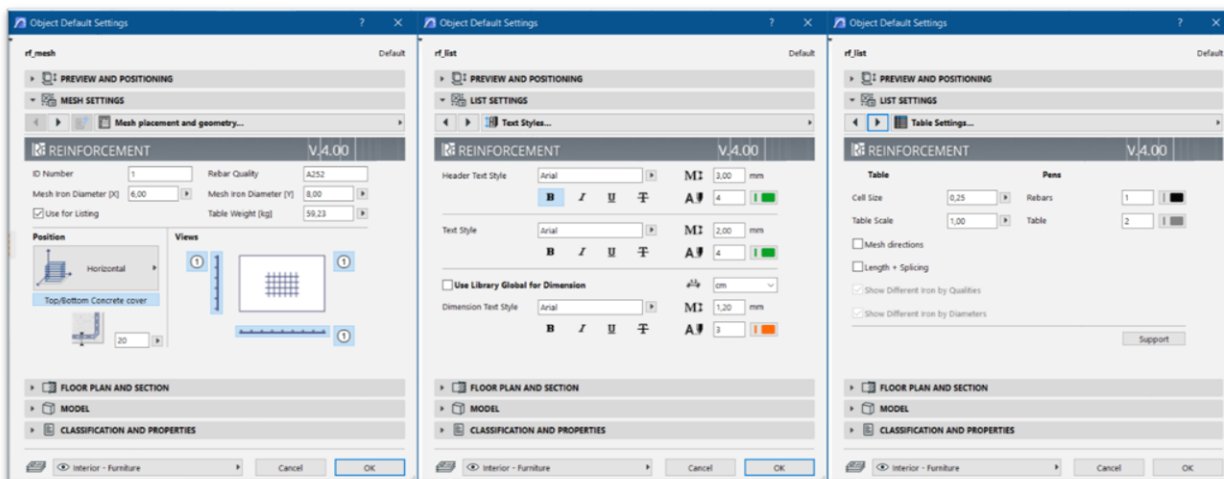 Object Default Settings ? ×
rf_mesh Default
PREVIEW AND POSITIONING
MESH SETTINGS
Mesh placement and geometry...
REINFORCEMENT V.4.00
ID Number 1 Rebar Quality A252
Mesh Iron Diameter [X] 6,00 Mesh Iron Diameter [Y] 8,00
Use for Listing Table Weight [kg] 59,23
Position Views
Horizontal 1 1
Top/Bottom Concrete cover
20 1
FLOOR PLAN AND SECTION
MODEL
CLASSIFICATION AND PROPERTIES
Interior - Furniture Cancel OK
Object Default Settings ? ×
rf_list Default
PREVIEW AND POSITIONING
LIST SETTINGS
Text Styles...
REINFORCEMENT V.4.00
Header Text Style Arial M 3,00 mm
B I U T A 4
Text Style Arial M 2,00 mm
B I U T A 4
Use Library Global for Dimension cm
Dimension Text Style Arial M 1,20 mm
B I U T A 3
FLOOR PLAN AND SECTION
MODEL
CLASSIFICATION AND PROPERTIES
Interior - Furniture Cancel OK
Object Default Settings ? ×
rf_list Default
PREVIEW AND POSITIONING
LIST SETTINGS
Table Settings...
REINFORCEMENT V.4.00
Table Pens
Cell Size 0,25 Rebars 1
Table Scale 1,00 Table 2
Mesh directions
Length + Splicing
Show Different Iron by Qualities
Show Different Iron by Diameters
Support
FLOOR PLAN AND SECTION
MODEL
CLASSIFICATION AND PROPERTIES
Interior - Furniture Cancel OK